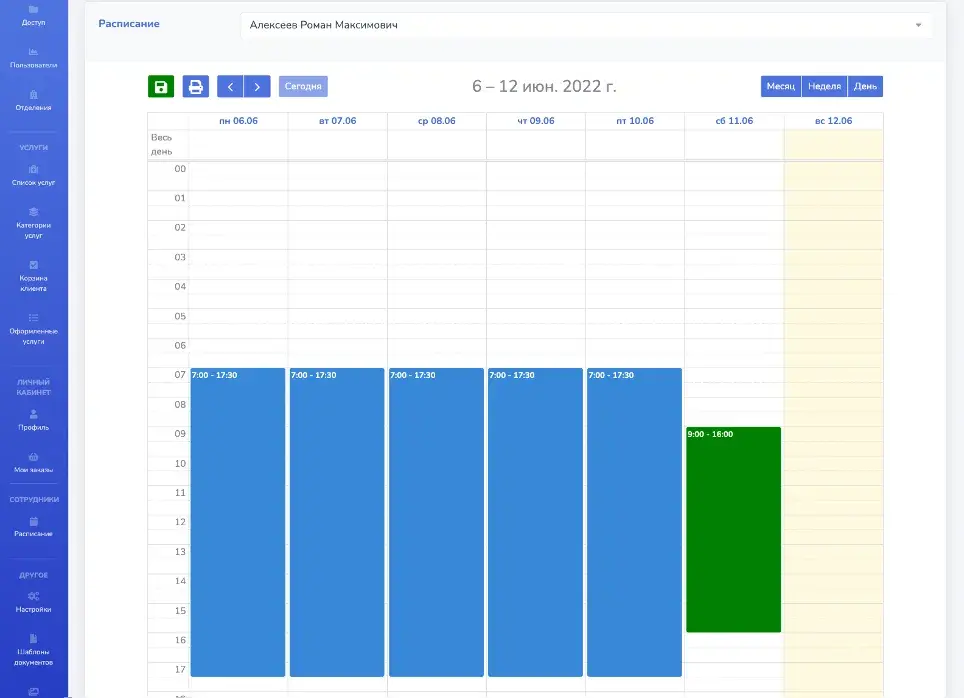 Доступ
Пользователи
Отделения
УСЛУГИ
Список услуг
Категории
услуг
Корзина
клиента
Оформленные
услуги
ЛИЧНЫЙ
КАБИНЕТ
Профиль
Мои заказы
СОТРУДНИКИ
Расписание
ДРУГОЕ
Настройки
Шаблоны
документов
Расписание
Алексеев Роман Максимович
Сегодня
6 – 12 июн. 2022 г.
Месяц Неделя День
пн 06.06 вт 07.06 ср 08.06 чт 09.06 пт 10.06 сб 11.06 вс 12.06
Весь
день
00
01
02
03
04
05
06
07 7:00 - 17:30 7:00 - 17:30 7:00 - 17:30 7:00 - 17:30 7:00 - 17:30
08
09 9:00 - 16:00
10
11
12
13
14
15
16
17